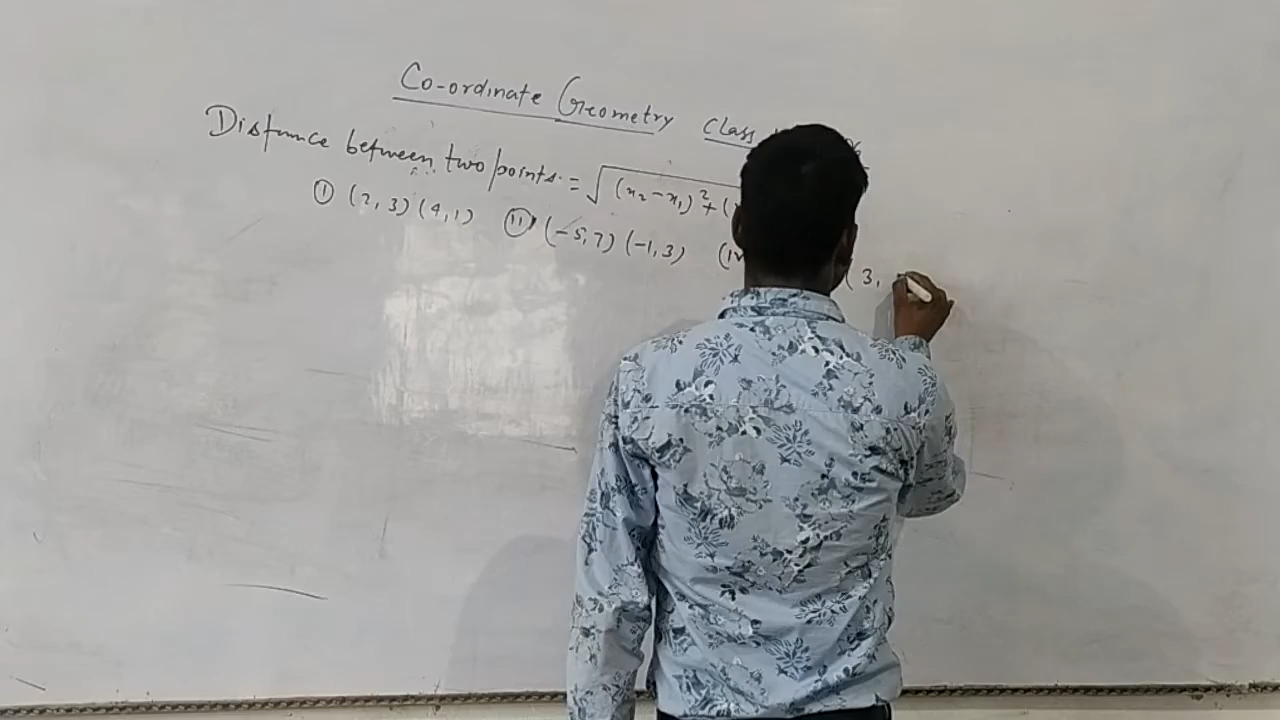 Co-ordinate Geometry Class
Distance between two points = √(x₂-x₁)²+(
① (2,3) (4,1) (ii) (-5,7) (-1,3) (3,